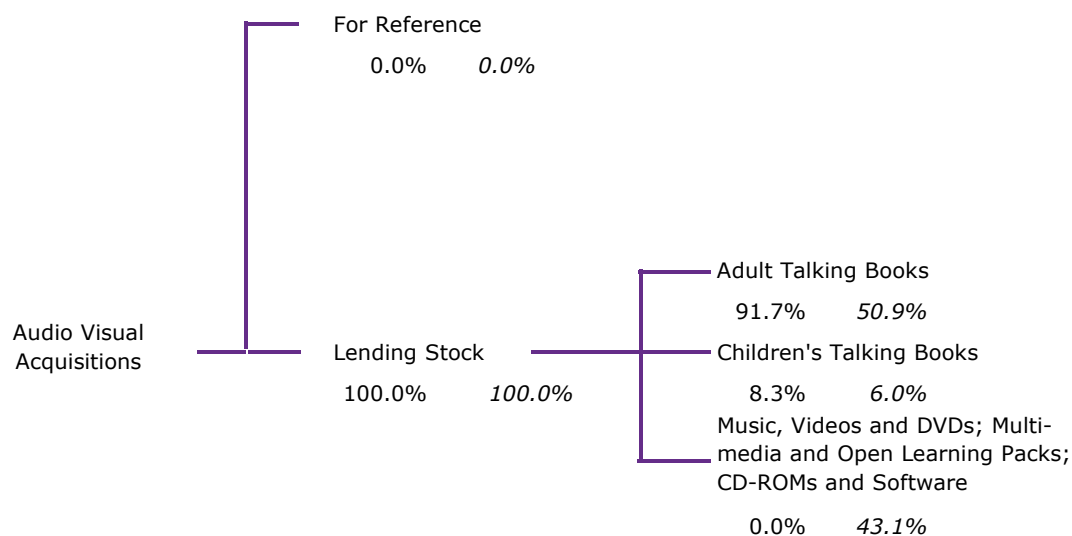 For Reference
0.0% 0.0%
Audio Visual
Acquisitions
Lending Stock
100.0% 100.0%
Adult Talking Books
91.7% 50.9%
Children's Talking Books
8.3% 6.0%
Music, Videos and DVDs; Multi-
media and Open Learning Packs;
CD-ROMs and Software
0.0% 43.1%